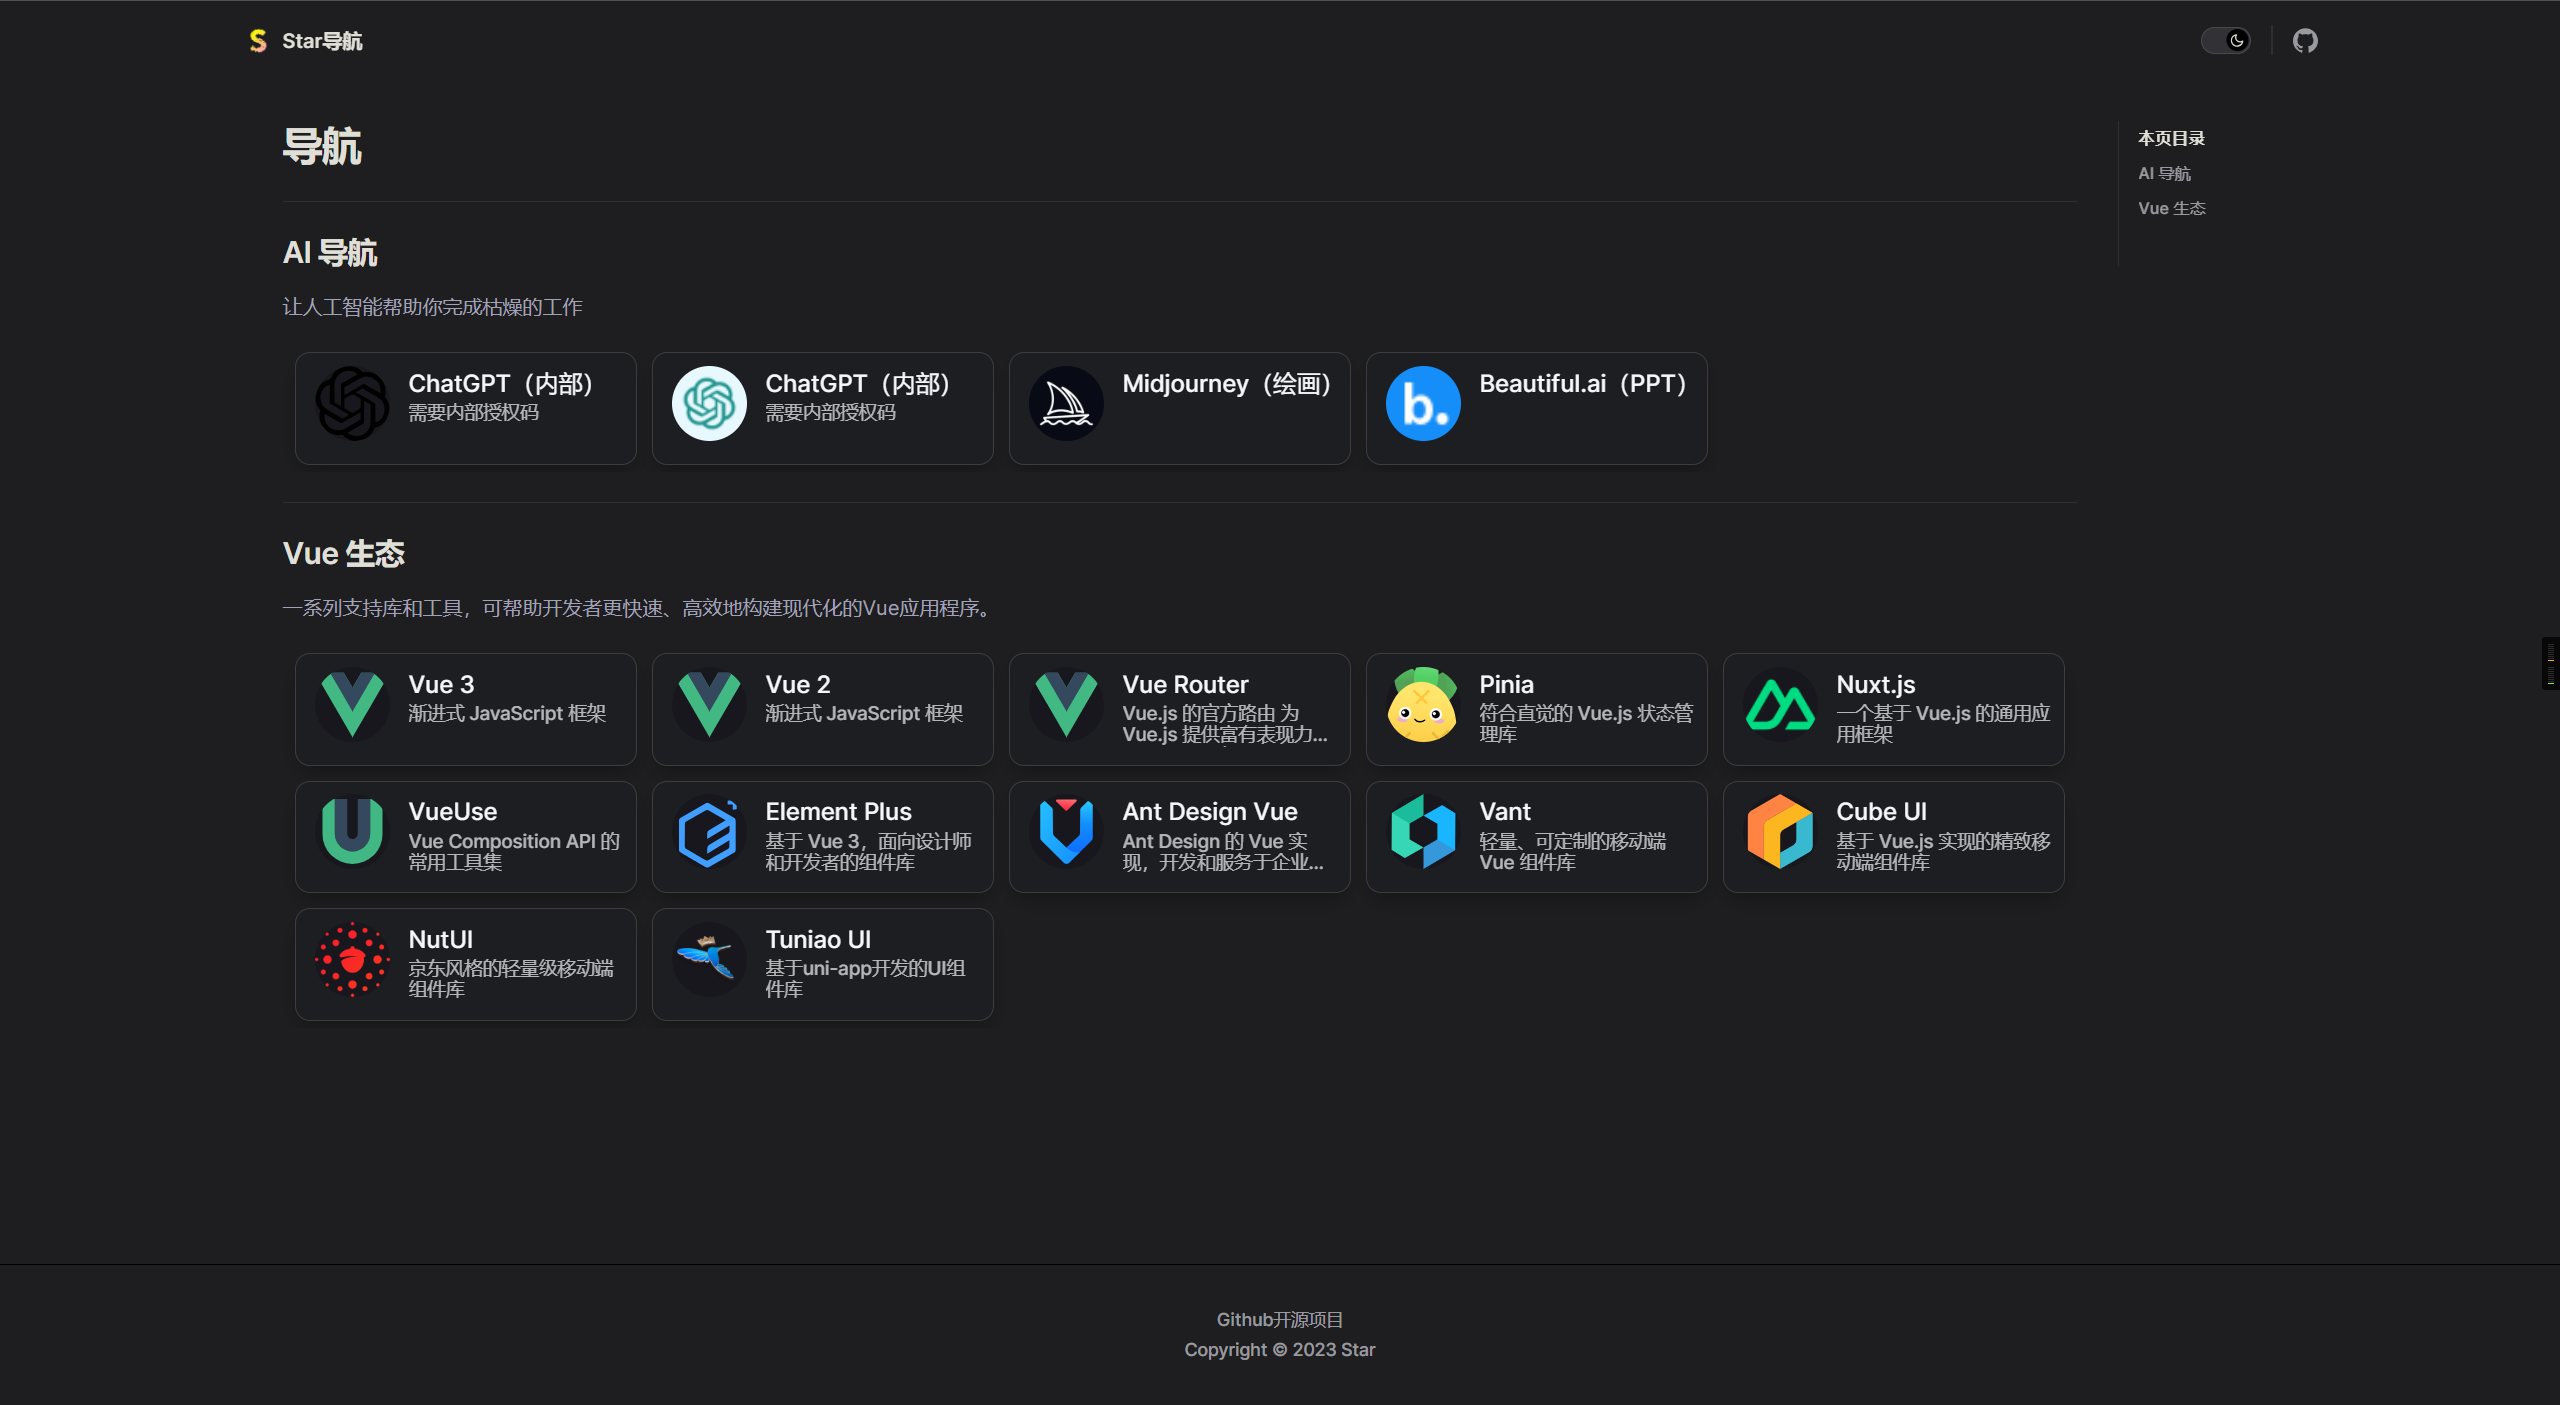 Star导航
导航
本页目录
AI 导航
Vue 生态
AI 导航
让人工智能帮助你完成枯燥的工作
ChatGPT（内部）
需要内部授权码
ChatGPT（内部）
需要内部授权码
Midjourney（绘画）
b.
Beautiful.ai（PPT）
Vue 生态
一系列支持库和工具，可帮助开发者更快速、高效地构建现代化的Vue应用程序。
Vue 3
渐进式 JavaScript 框架
Vue 2
渐进式 JavaScript 框架
Vue Router
Vue.js 的官方路由 为
Vue.js 提供富有表现力...
Pinia
符合直觉的 Vue.js 状态管
理库
Nuxt.js
一个基于 Vue.js 的通用应
用框架
VueUse
Vue Composition API 的
常用工具集
Element Plus
基于 Vue 3，面向设计师
和开发者的组件库
Ant Design Vue
Ant Design 的 Vue 实
现，开发和服务于企业...
Vant
轻量、可定制的移动端
Vue 组件库
Cube UI
基于 Vue.js 实现的精致移
动端组件库
NutUI
京东风格的轻量级移动端
组件库
Tuniao UI
基于uni-app开发的UI组
件库
Github开源项目
Copyright © 2023 Star